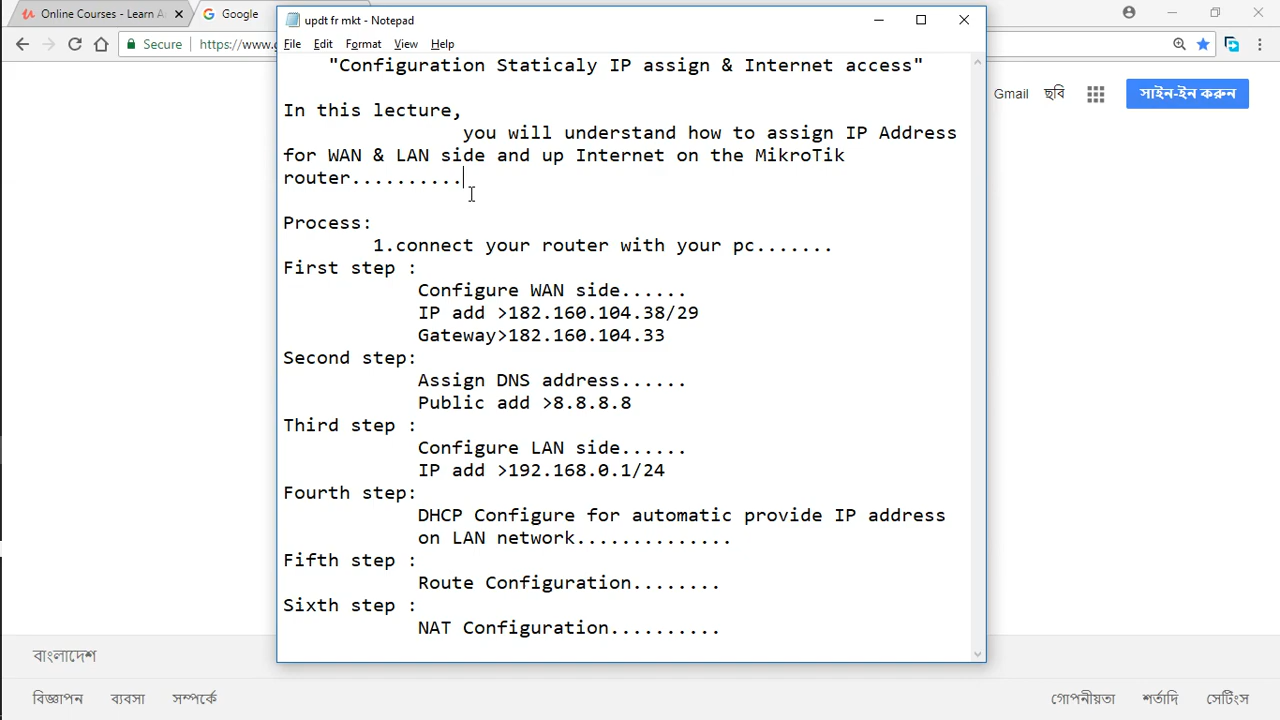 Online Courses - Learn A
Google
updt fr mkt - Notepad
Secure
https://www.g
File Edit Format View Help
"Configuration Staticaly IP assign & Internet access"
In this lecture,
you will understand how to assign IP Address
for WAN & LAN side and up Internet on the MikroTik
router..........
Process:
1.connect your router with your pc.......
First step :
Configure WAN side......
IP add >182.160.104.38/29
Gateway>182.160.104.33
Second step:
Assign DNS address......
Public add >8.8.8.8
Third step :
Configure LAN side......
IP add >192.168.0.1/24
Fourth step:
DHCP Configure for automatic provide IP address
on LAN network..............
Fifth step :
Route Configuration........
Sixth step :
NAT Configuration..........
Gmail ছবি
সাইন-ইন করুন
বাংলাদেশ
বিজ্ঞাপন ব্যবসা সম্পর্কে
গোপনীয়তা শর্তাদি সেটিংস